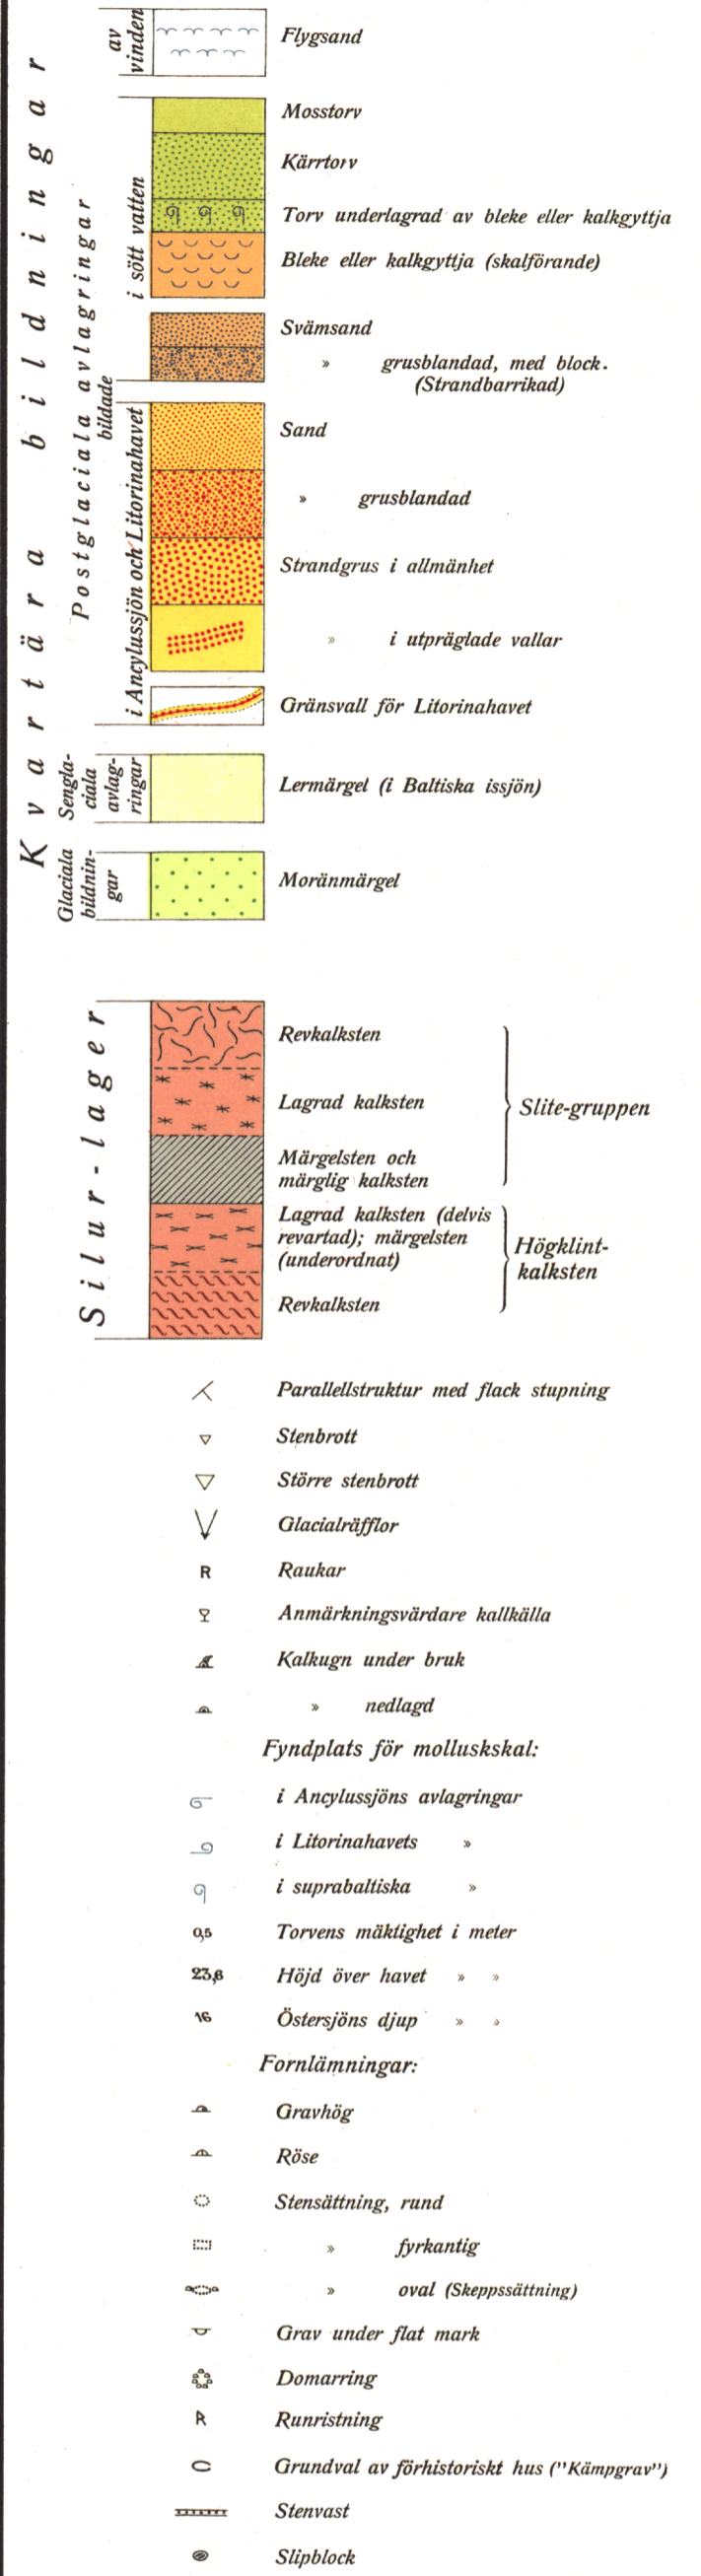 Kvartära bildningar
Postglaciala avlagringar
bildade
av
vinden
Flygsand
i sött vatten
Mosstorv
Kärrtorv
Torv underlagrad av bleke eller kalkgyttja
Bleke eller kalkgyttja (skalförande)
Svämsand
» grusblandad, med block.
(Strandbarrikad)
i Ancylussjön och Litorinahavet
Sand
» grusblandad
Strandgrus i allmänhet
» i utpräglade vallar
Gränsvall för Litorinahavet
Sengla-
ciala
avlag-
ringar
Lermärgel (i Baltiska issjön)
Glaciala
bildnin-
gar
Moränmärgel
Silur-lager
Revkalksten
Lagrad kalksten
Slite-gruppen
Märgelsten och
märglig kalksten
Lagrad kalksten (delvis
revartad); märgelsten
(underordnat)
Högklint-
kalksten
Revkalksten
Parallellstruktur med flack stupning
Stenbrott
Större stenbrott
Glacialräfflor
R Raukar
Anmärkningsvärdare kallkälla
Kalkugn under bruk
» nedlagd
Fyndplats för molluskskal:
i Ancylussjöns avlagringar
i Litorinahavets »
i suprabaltiska »
0,5 Torvens mäktighet i meter
23,6 Höjd över havet » »
16 Östersjöns djup » »
Fornlämningar:
Gravhög
Röse
Stensättning, rund
» fyrkantig
» oval (Skeppssättning)
Grav under flat mark
Domarring
R Runristning
Grundval av förhistoriskt hus ("Kämpgrav")
Stenvast
Slipblock